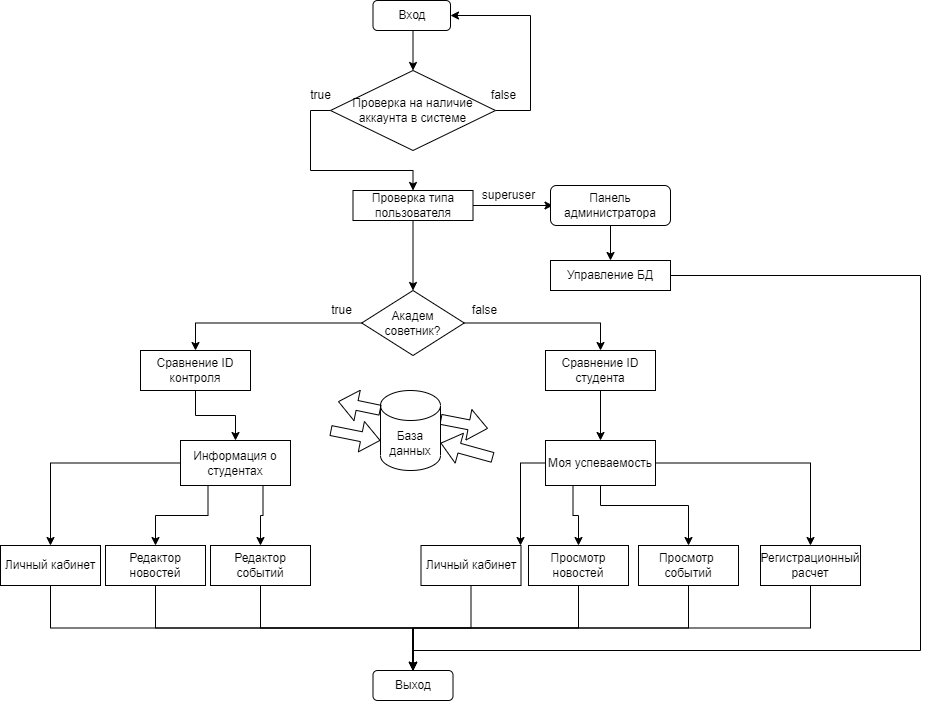 Вход
true
false
Проверка на наличие
аккаунта в системе
Проверка типа
пользователя
superuser
Панель
администратора
Управление БД
true
false
Академ
советник?
Сравнение ID
контроля
Сравнение ID
студента
База
данных
Информация о
студентах
Моя успеваемость
Личный кабинет
Редактор
новостей
Редактор
событий
Личный кабинет
Просмотр
новостей
Просмотр
событий
Регистрационный
расчет
Выход